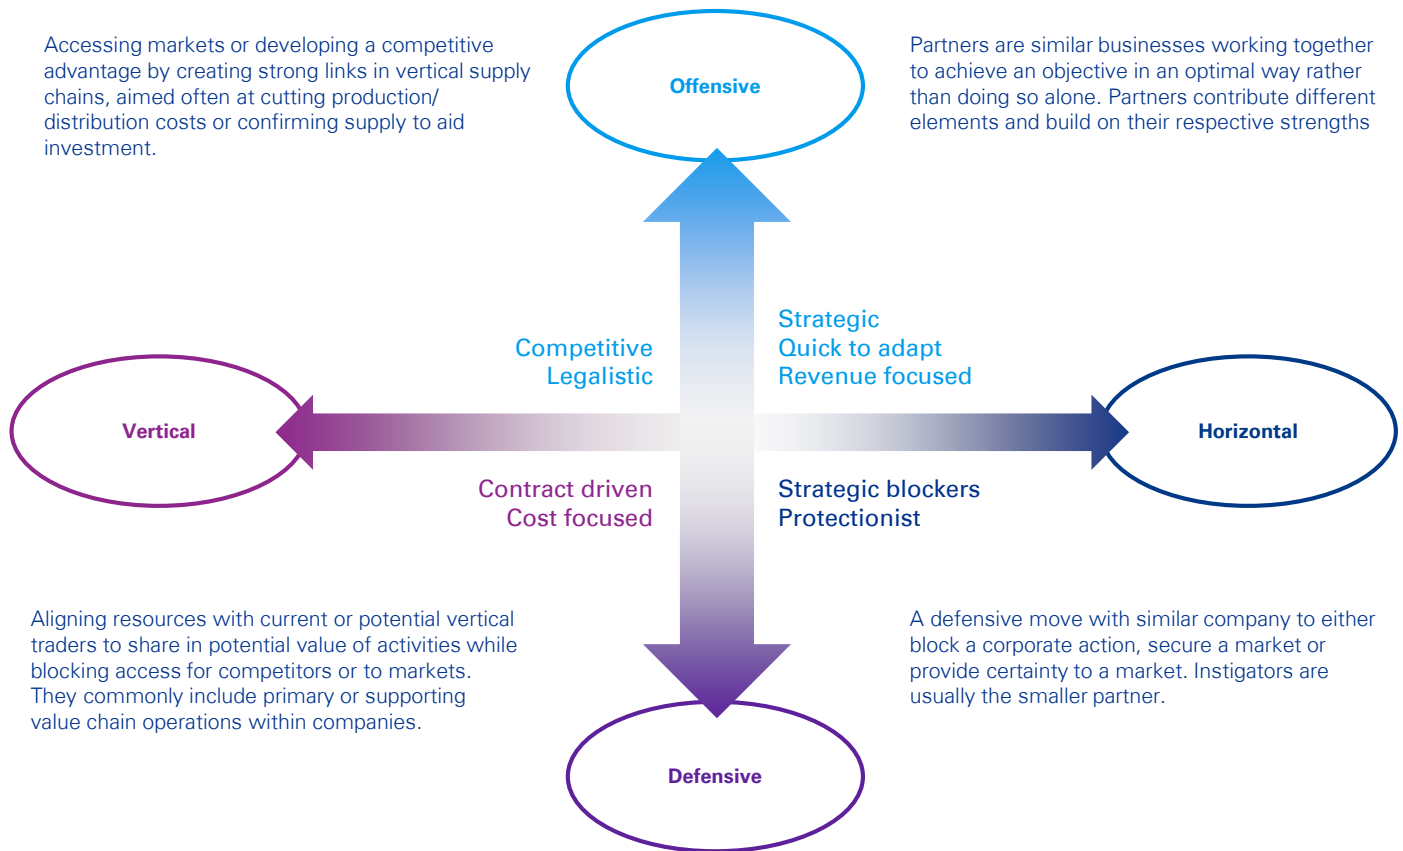 Accessing markets or developing a competitive
advantage by creating strong links in vertical supply
chains, aimed often at cutting production/
distribution costs or confirming supply to aid
investment.
Offensive
Partners are similar businesses working together
to achieve an objective in an optimal way rather
than doing so alone. Partners contribute different
elements and build on their respective strengths
Competitive
Legalistic
Strategic
Quick to adapt
Revenue focused
Vertical
Horizontal
Contract driven
Cost focused
Strategic blockers
Protectionist
Aligning resources with current or potential vertical
traders to share in potential value of activities while
blocking access for competitors or to markets.
They commonly include primary or supporting
value chain operations within companies.
A defensive move with similar company to either
block a corporate action, secure a market or
provide certainty to a market. Instigators are
usually the smaller partner.
Defensive